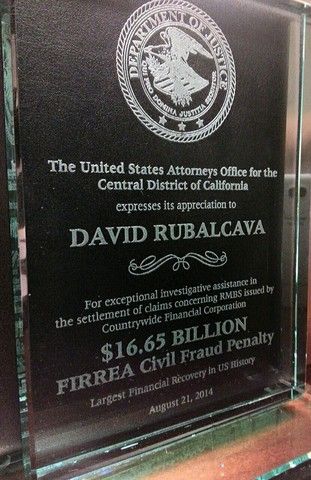 DEPARTMENT OF JUSTICE
QUI PRO DOMINA JUSTITIA SEQUITUR
The United States Attorneys Office for the
Central District of California
expresses its appreciation to
DAVID RUBALCAVA
For exceptional investigative assistance in
the settlement of claims concerning RMBS issued by
Countrywide Financial Corporation
$16.65 BILLION
FIRREA Civil Fraud Penalty
Largest Financial Recovery in US History
August 21, 2014